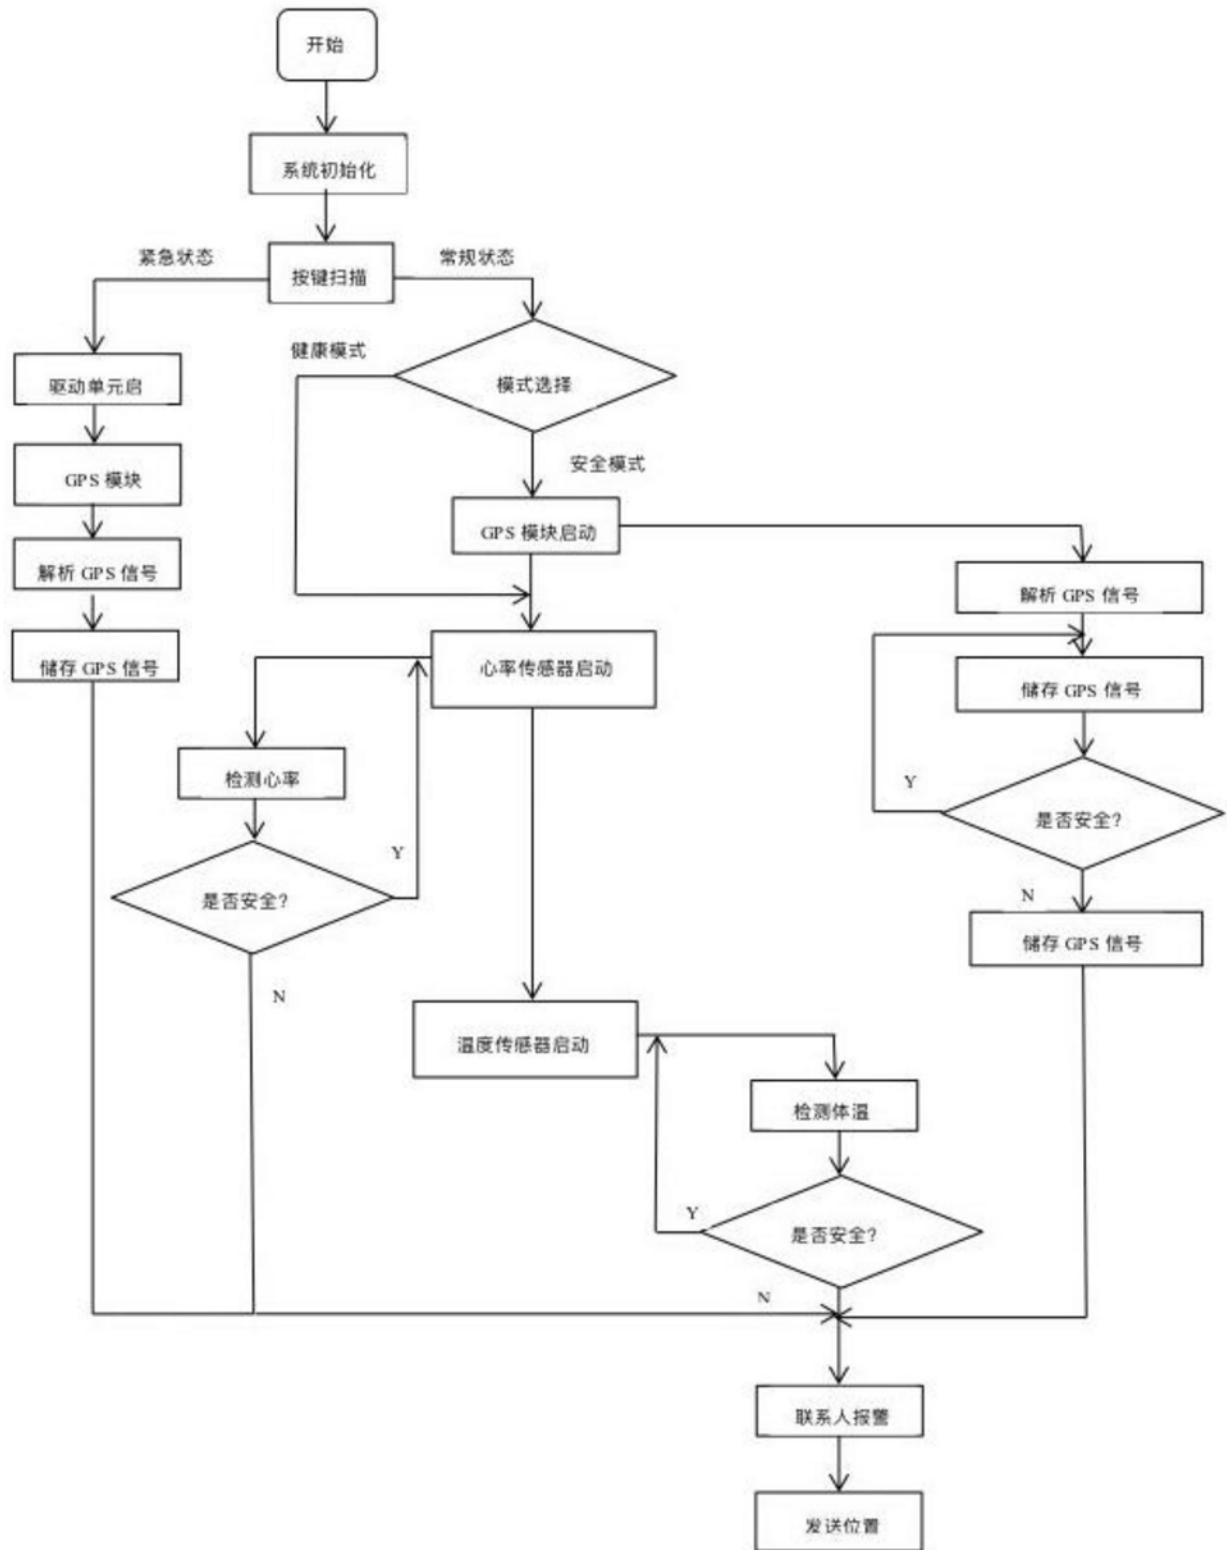 开始
系统初始化
紧急状态
常规状态
按键扫描
健康模式
模式选择
驱动单元启
安全模式
GPS 模块
GPS 模块启动
解析 GPS 信号
解析 GPS 信号
储存 GPS 信号
心率传感器启动
储存 GPS 信号
检测心率
Y
是否安全?
Y
是否安全?
N
储存 GPS 信号
N
温度传感器启动
检测体温
Y
是否安全?
N
联系人报警
发送位置